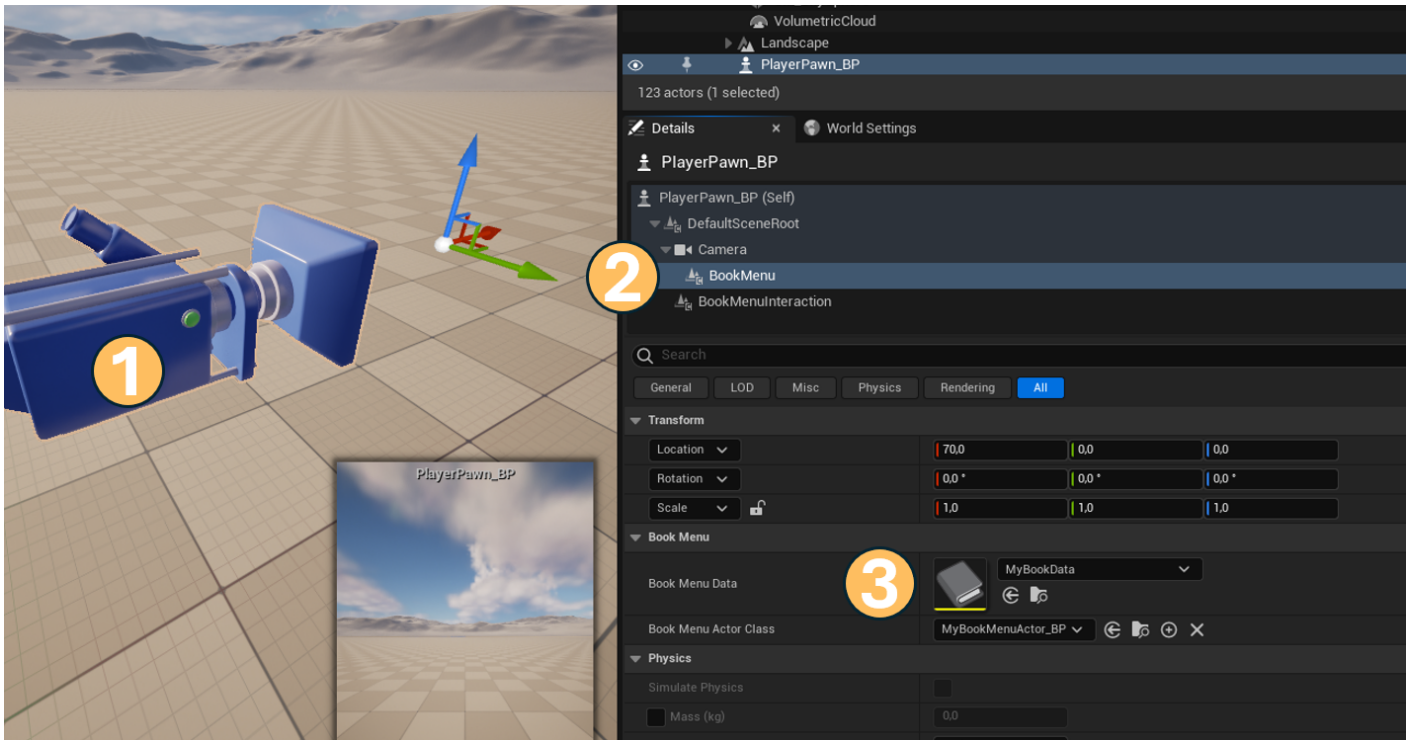 VolumetricCloud
Landscape
PlayerPawn_BP
123 actors (1 selected)
Details
World Settings
PlayerPawn_BP
PlayerPawn_BP (Self)
DefaultSceneRoot
Camera
2
BookMenu
BookMenuInteraction
1
Search
General LOD Misc Physics Rendering All
Transform
Location 70,0 0,0 0,0
PlayerPawn_BP
Rotation 0,0 ° 0,0 ° 0,0 °
Scale 1,0 1,0 1,0
Book Menu
3
Book Menu Data MyBookData
Book Menu Actor Class MyBookMenuActor_BP
Physics
Simulate Physics
Mass (kg) 0,0